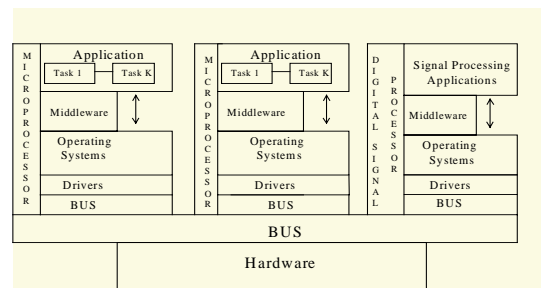 MICROPROCESSOR
Application
Task 1 Task K
Middleware
Operating
Systems
Drivers
BUS
MICROPROCESSOR
Application
Task 1 Task K
Middleware
Operating
Systems
Drivers
BUS
DIGITAL SIGNAL
PROCESSOR
Signal Processing
Applications
Middleware
Operating
Systems
Drivers
BUS
BUS
Hardware